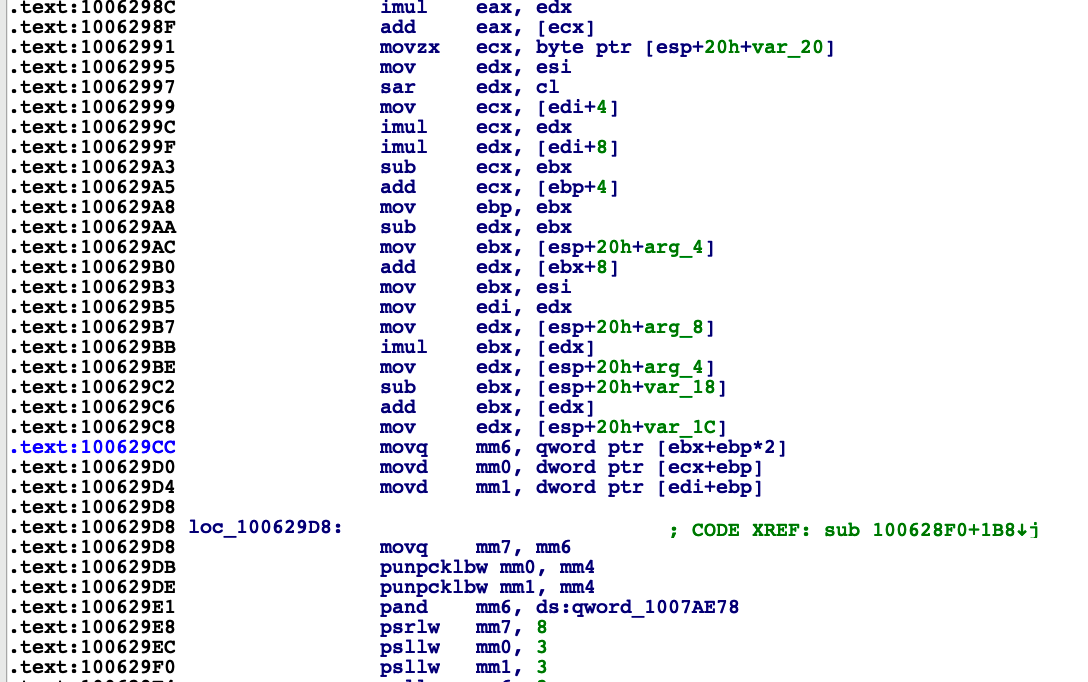 .text:1006298C imul eax, edx
.text:1006298F add eax, [ecx]
.text:10062991 movzx ecx, byte ptr [esp+20h+var_20]
.text:10062995 mov edx, esi
.text:10062997 sar edx, cl
.text:10062999 mov ecx, [edi+4]
.text:1006299C imul ecx, edx
.text:1006299F imul edx, [edi+8]
.text:100629A3 sub ecx, ebx
.text:100629A5 add ecx, [ebp+4]
.text:100629A8 mov ebp, ebx
.text:100629AA sub edx, ebx
.text:100629AC mov ebx, [esp+20h+arg_4]
.text:100629B0 add edx, [ebx+8]
.text:100629B3 mov ebx, esi
.text:100629B5 mov edi, edx
.text:100629B7 mov edx, [esp+20h+arg_8]
.text:100629BB imul ebx, [edx]
.text:100629BE mov edx, [esp+20h+arg_4]
.text:100629C2 sub ebx, [esp+20h+var_18]
.text:100629C6 add ebx, [edx]
.text:100629C8 mov edx, [esp+20h+var_1C]
.text:100629CC movq mm6, qword ptr [ebx+ebp*2]
.text:100629D0 movd mm0, dword ptr [ecx+ebp]
.text:100629D4 movd mm1, dword ptr [edi+ebp]
.text:100629D8
.text:100629D8 loc_100629D8: ; CODE XREF: sub 100628F0+1B8↓j
.text:100629D8 movq mm7, mm6
.text:100629DB punpcklbw mm0, mm4
.text:100629DE punpcklbw mm1, mm4
.text:100629E1 pand mm6, ds:qword_1007AE78
.text:100629E8 psrlw mm7, 8
.text:100629EC psllw mm0, 3
.text:100629F0 psllw mm1, 3